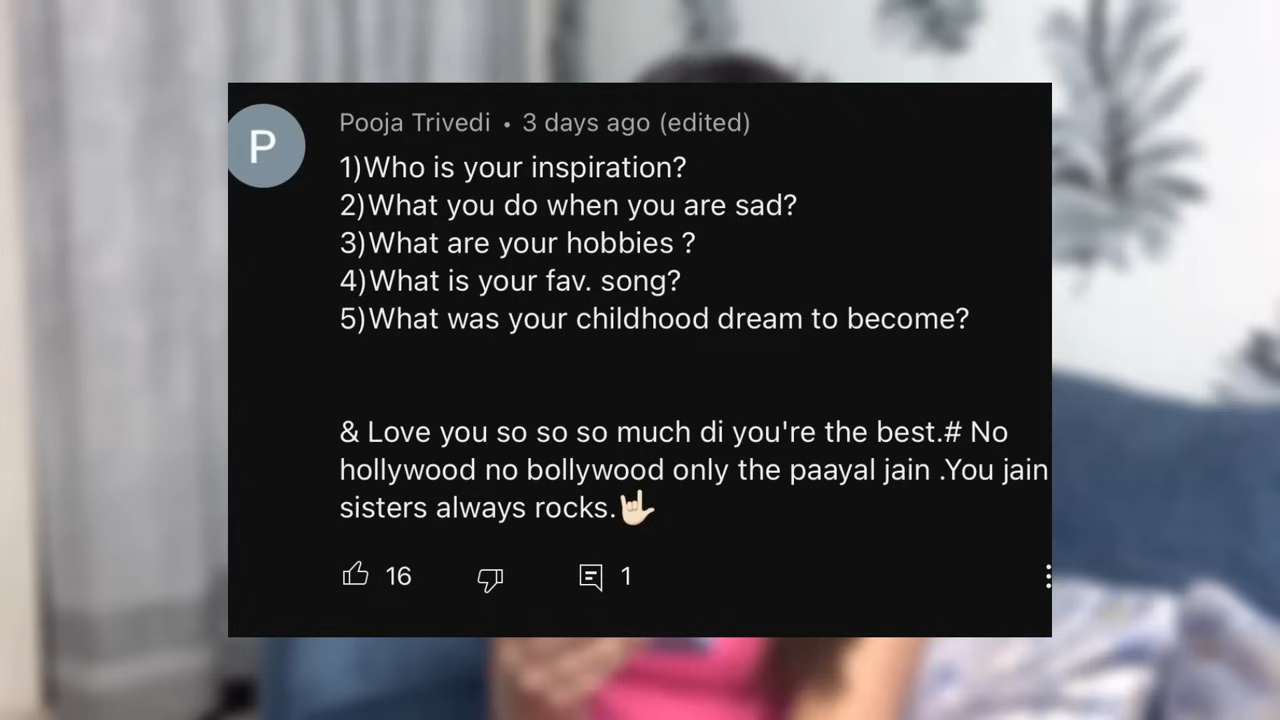 P
Pooja Trivedi • 3 days ago (edited)
1)Who is your inspiration?
2)What you do when you are sad?
3)What are your hobbies ?
4)What is your fav. song?
5)What was your childhood dream to become?
& Love you so so so much di you're the best.# No
hollywood no bollywood only the paayal jain .You jain
sisters always rocks.🤟🏻
16
1